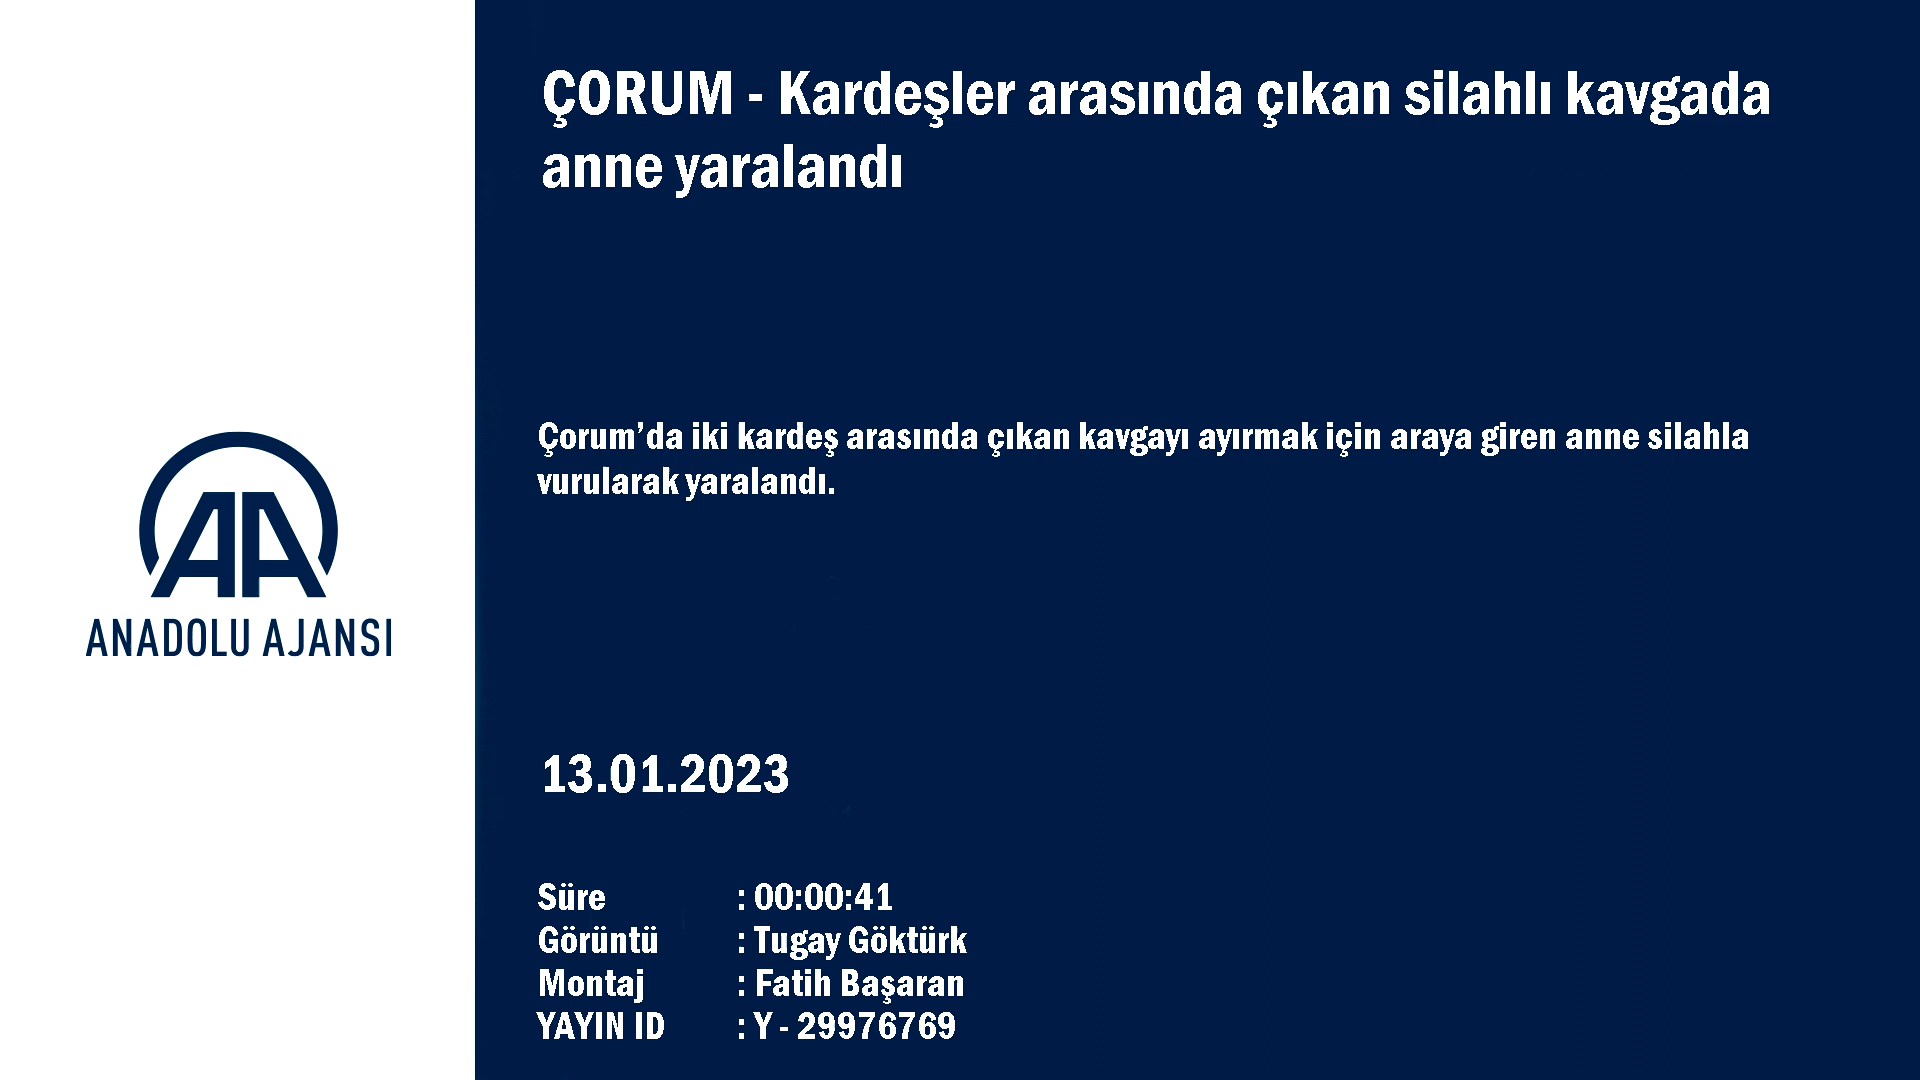 ÇORUM - Kardeşler arasında çıkan silahlı kavgada
anne yaralandı
Çorum’da iki kardeş arasında çıkan kavgayı ayırmak için araya giren anne silahla
vurularak yaralandı.
AA
ANADOLU AJANSI
13.01.2023
Süre : 00:00:41
Görüntü : Tugay Göktürk
Montaj : Fatih Başaran
YAYIN ID : Y - 29976769